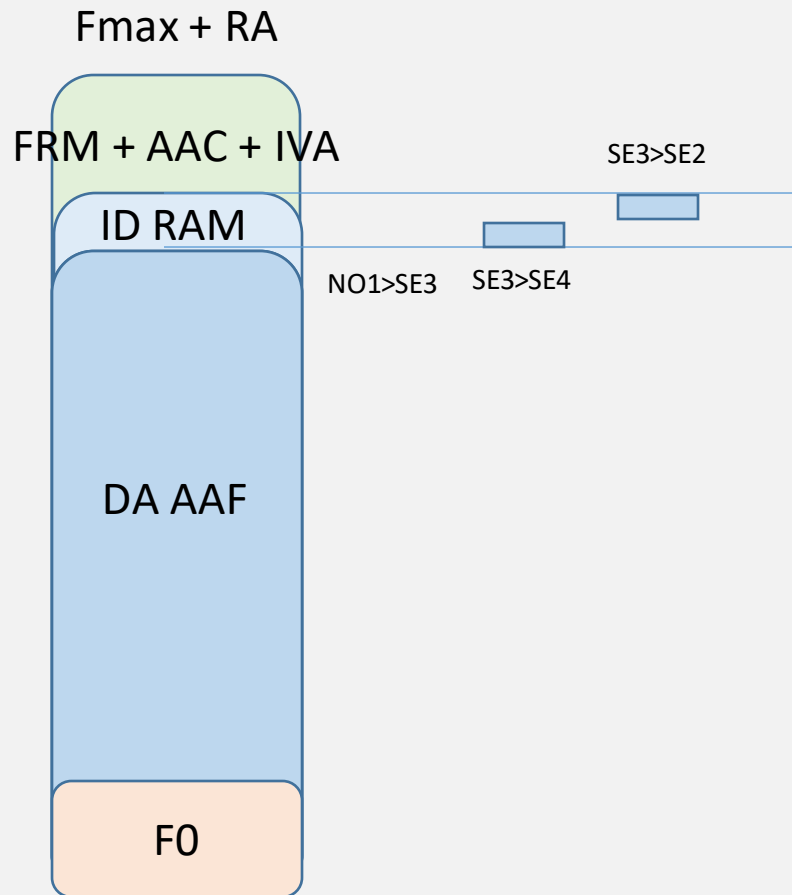 Fmax + RA
FRM + AAC + IVA
SE3>SE2
ID RAM
NO1>SE3
SE3>SE4
DA AAF
F0